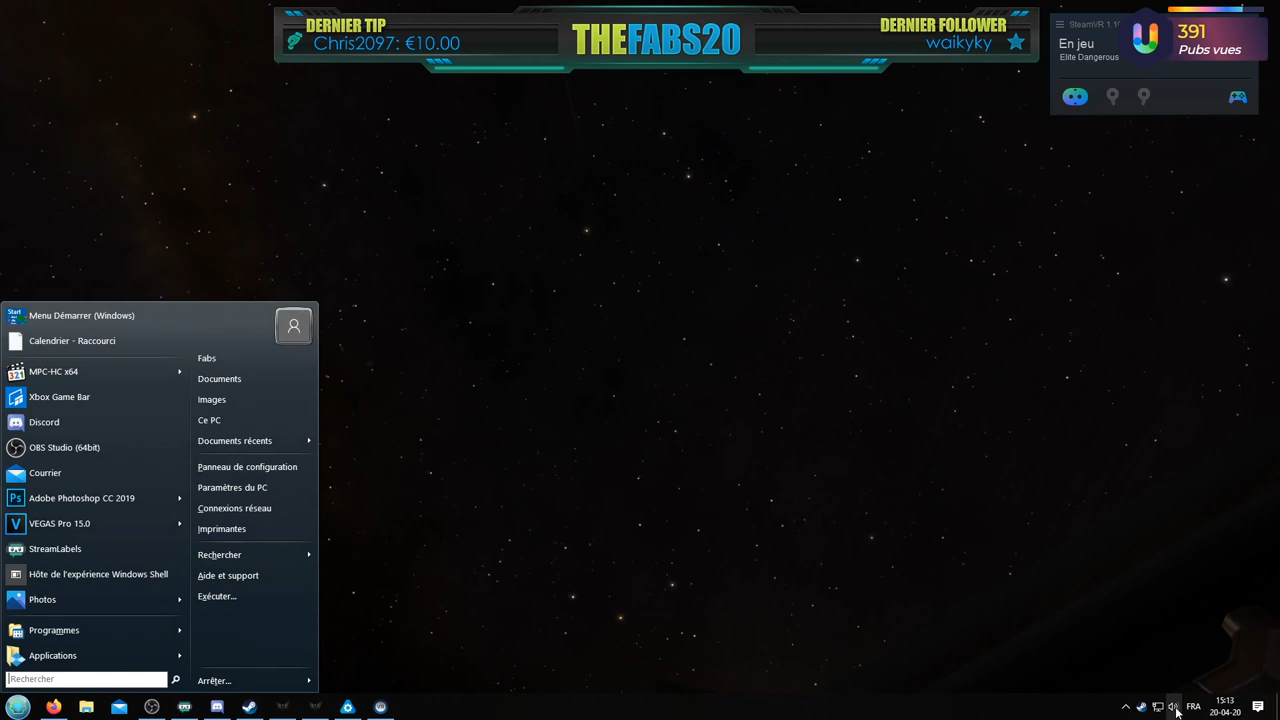 DERNIER TIP
Chris2097: €10.00
THEFABS20
DERNIER FOLLOWER
waikyky
SteamVR 1.
En jeu
Elite Dangerous
391
Pubs vues
Menu Démarrer (Windows)
Calendrier - Raccourci
MPC-HC x64
Xbox Game Bar
Discord
OBS Studio (64bit)
Courrier
Adobe Photoshop CC 2019
VEGAS Pro 15.0
StreamLabels
Hôte de l'expérience Windows Shell
Photos
Programmes
Applications
Rechercher
Fabs
Documents
Images
Ce PC
Documents récents
Panneau de configuration
Paramètres du PC
Connexions réseau
Imprimantes
Rechercher
Aide et support
Exécuter...
Arrêter...
FRA
15:13
20-04-20